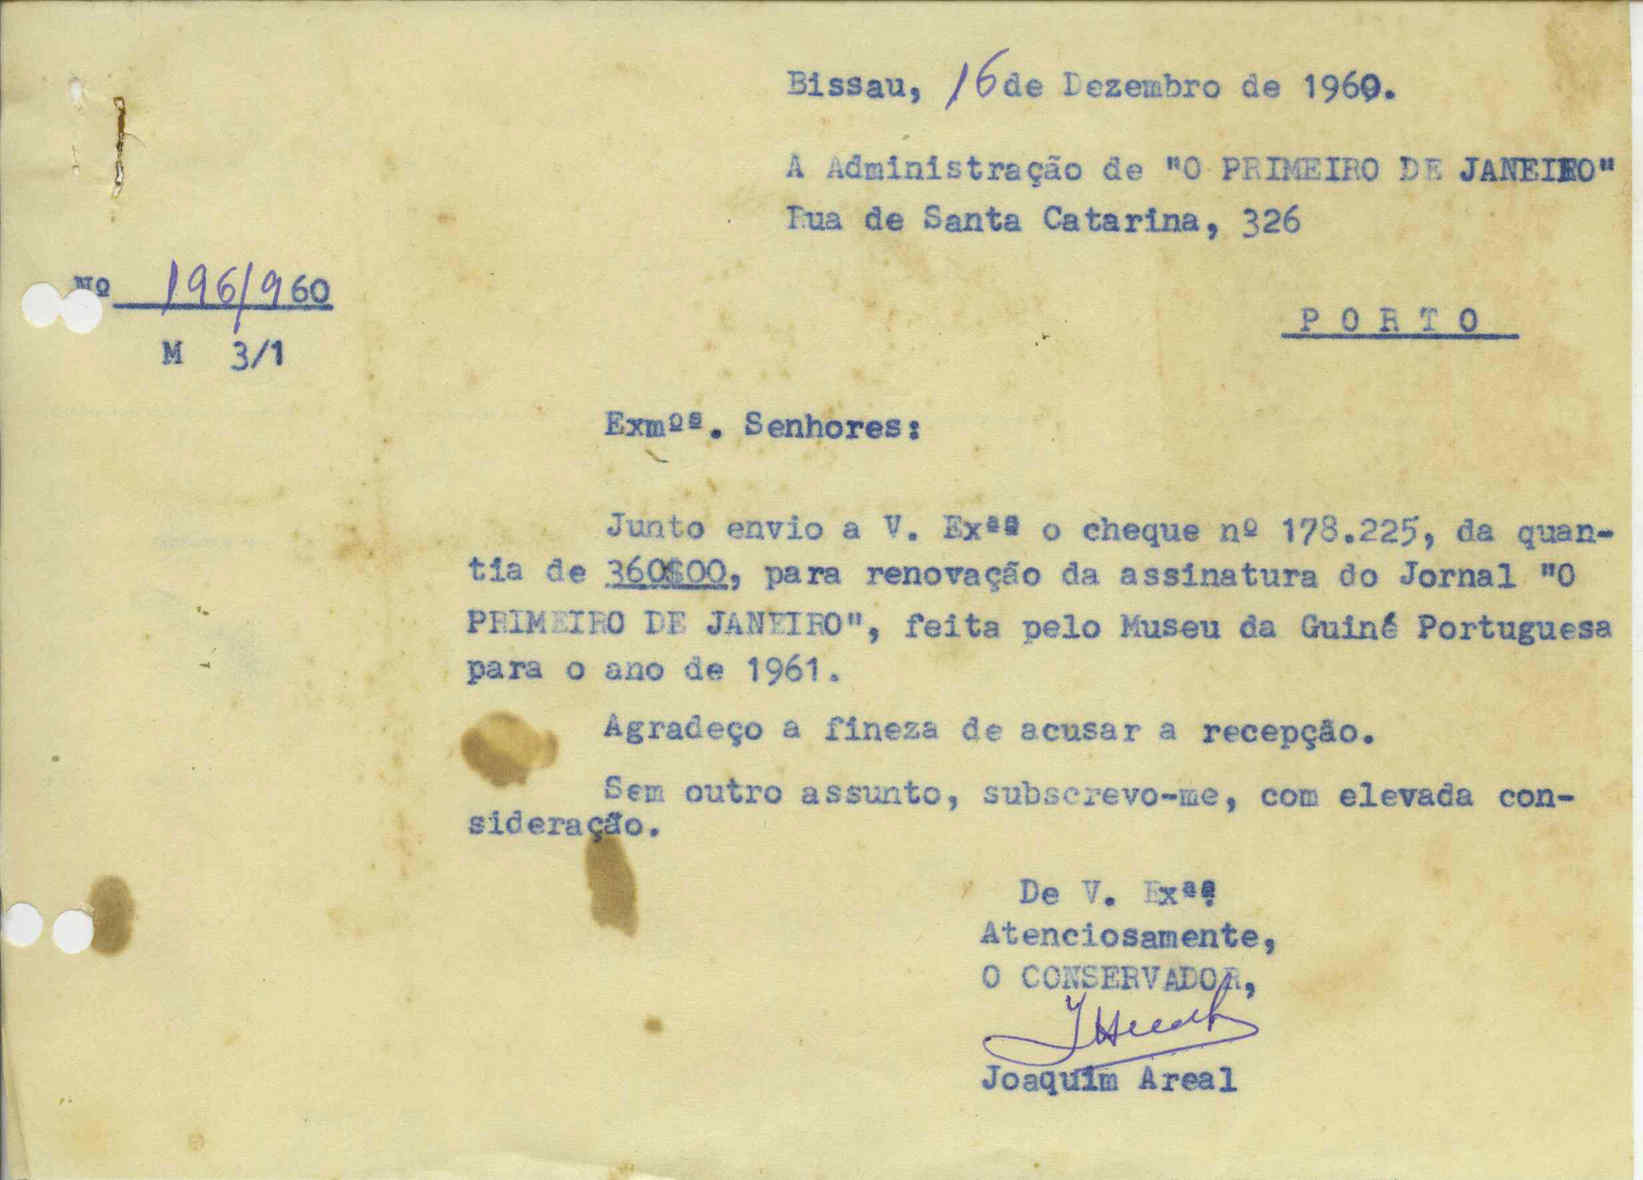 Bissau, 16 de Dezembro de 1960.
A Administração de "O PRIMEIRO DE JANEIRO"
Rua de Santa Catarina, 326
Nº 196/960
P O R T O
M 3/1
Exmºs. Senhores:
Junto envio a V. Exªs o cheque nº 178.225, da quan-
tia de 360$00, para renovação da assinatura do Jornal "O
PRIMEIRO DE JANEIRO", feita pelo Museu da Guiné Portuguesa
para o ano de 1961.
Agradeço a fineza de acusar a recepção.
Sem outro assunto, subscrevo-me, com elevada con-
sideração.
De V. Exªs.
Atenciosamente,
O CONSERVADOR,
Joaquim Areal